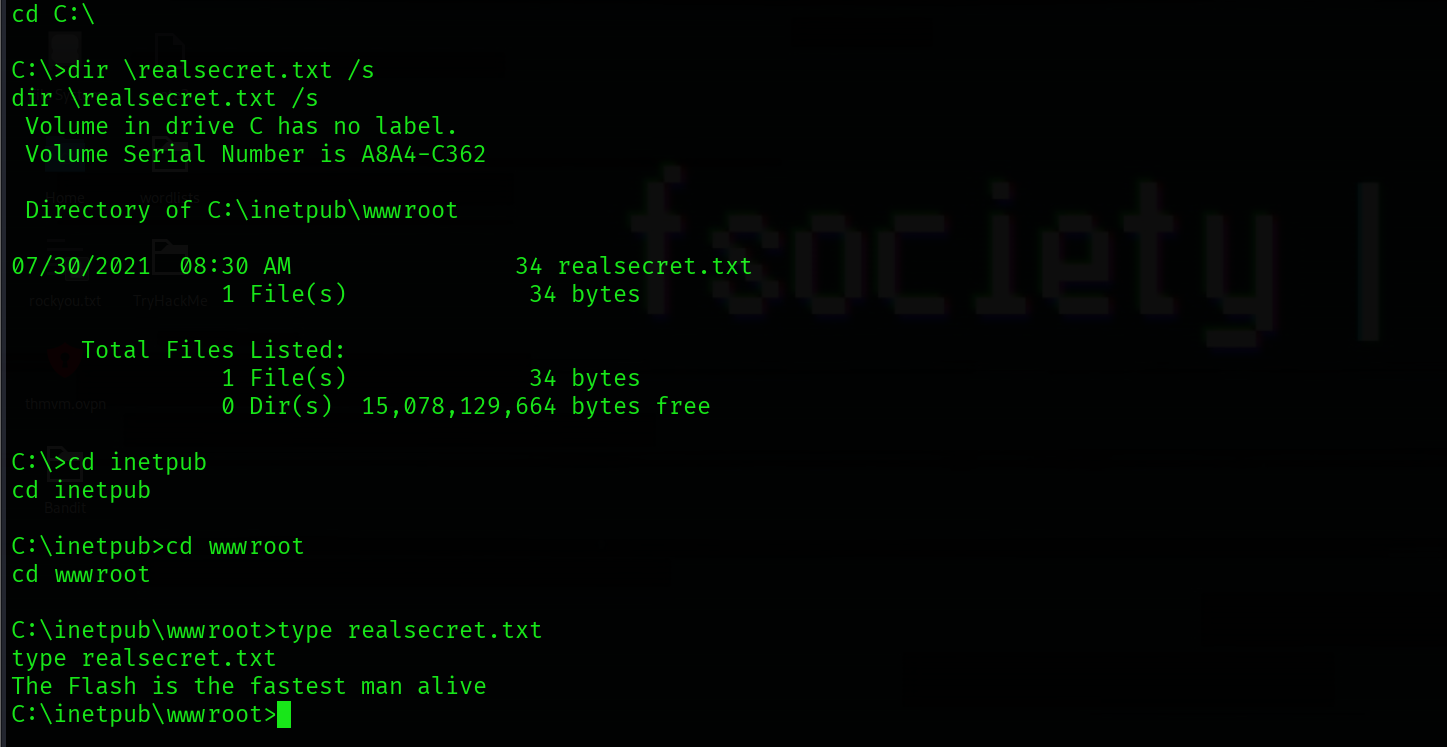 cd C:\
C:\>dir \realsecret.txt /s
dir \realsecret.txt /s
 Volume in drive C has no label.
 Volume Serial Number is A8A4-C362
 Directory of C:\inetpub\wwwroot
07/30/2021  08:30 AM                34 realsecret.txt
               1 File(s)             34 bytes
     Total Files Listed:
               1 File(s)             34 bytes
               0 Dir(s)  15,078,129,664 bytes free
C:\>cd inetpub
cd inetpub
C:\inetpub>cd wwwroot
cd wwwroot
C:\inetpub\wwwroot>type realsecret.txt
type realsecret.txt
The Flash is the fastest man alive
C:\inetpub\wwwroot>
fsociety |
Home
rockyou.txt TryHackMe
thmvm.ovpn
Bandit